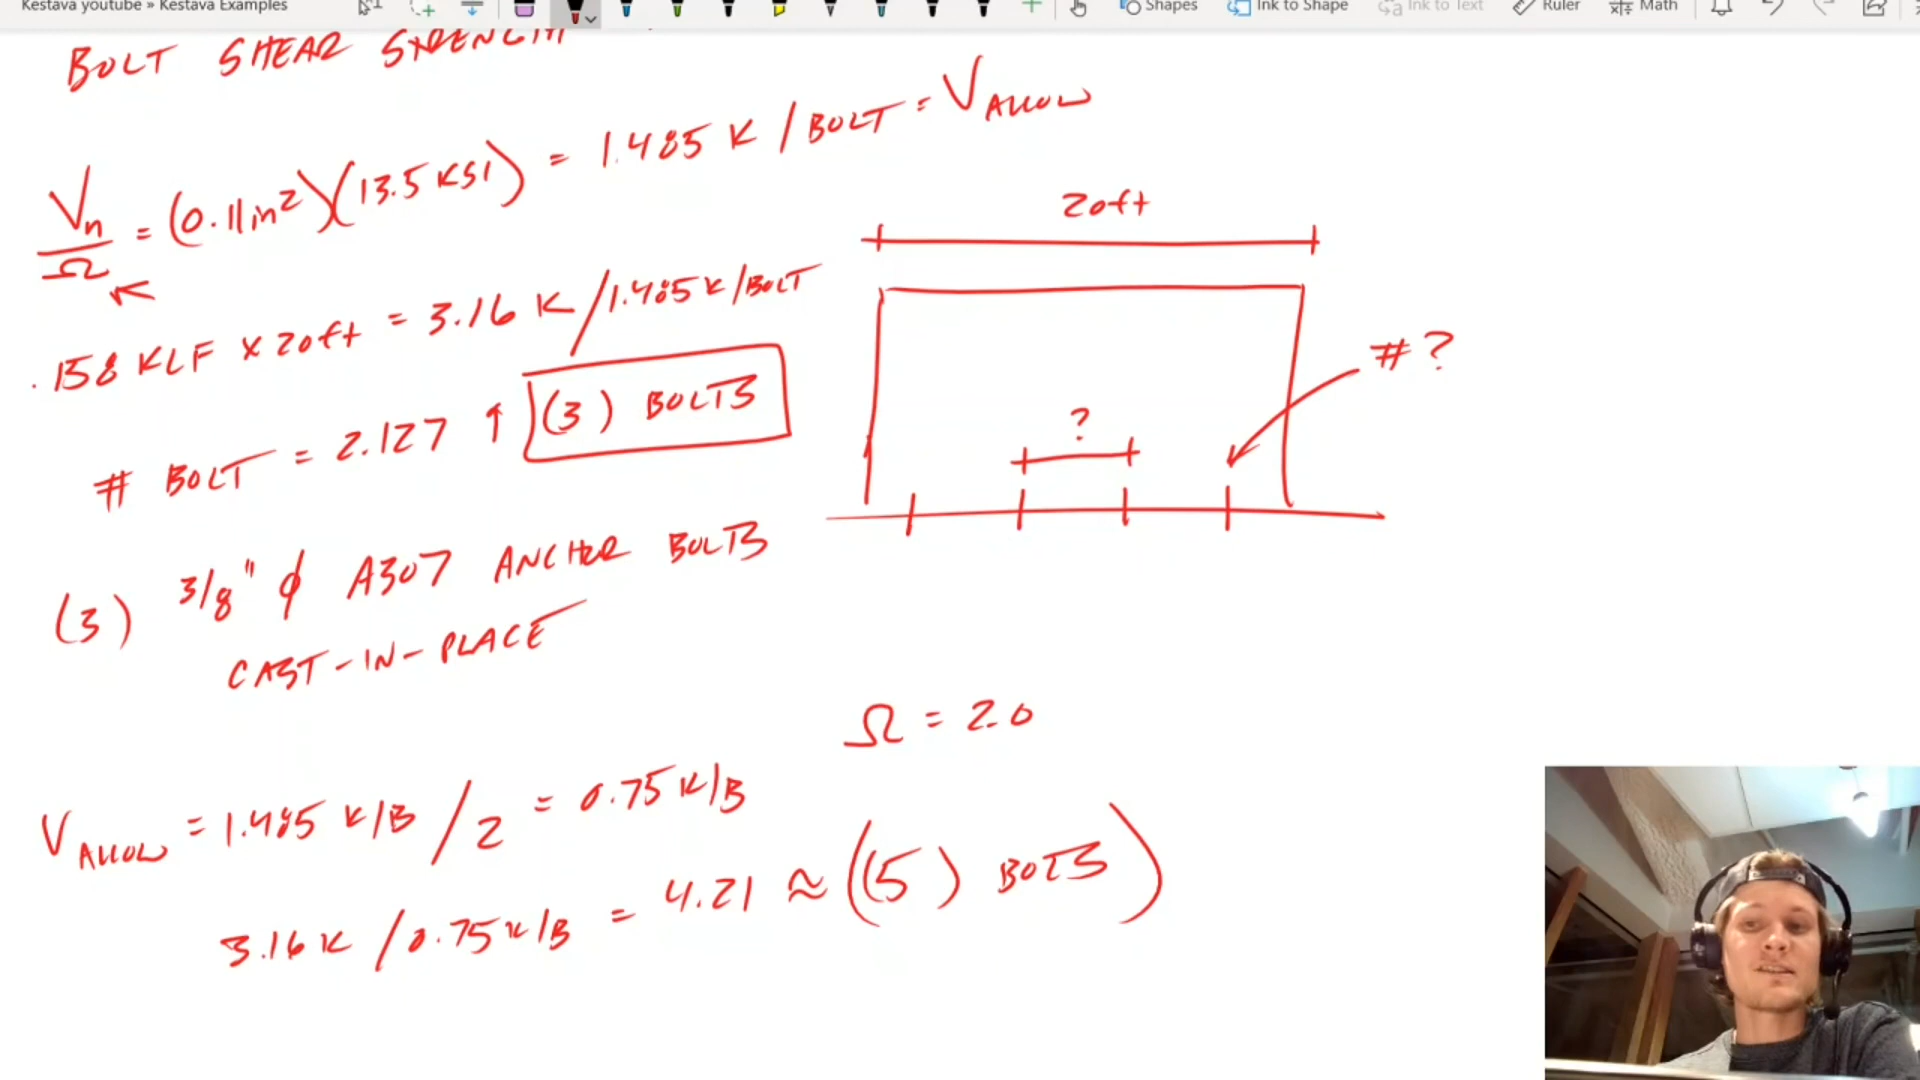 Kestava youtube » Kestava Examples
Shapes
Ink to Shape
Ink to Text
Ruler
Math
BOLT SHEAR STRENGTH
Vn/Ω = (0.11in²)(13.5 KSI) = 1.485 K / BOLT = V ALLOW
20ft
.158 KLF x 20ft = 3.16 K / 1.485 K/BOLT
# ?
# BOLT = 2.127 ↑ (3) BOLTS
?
(3) 3/8" ϕ A307 ANCHOR BOLTS
CAST-IN-PLACE
Ω = 2.0
V ALLOW = 1.485 K/B / 2 = 0.75 K/B
3.16 K / 0.75 K/B = 4.21 ≈ ((5) BOLTS)